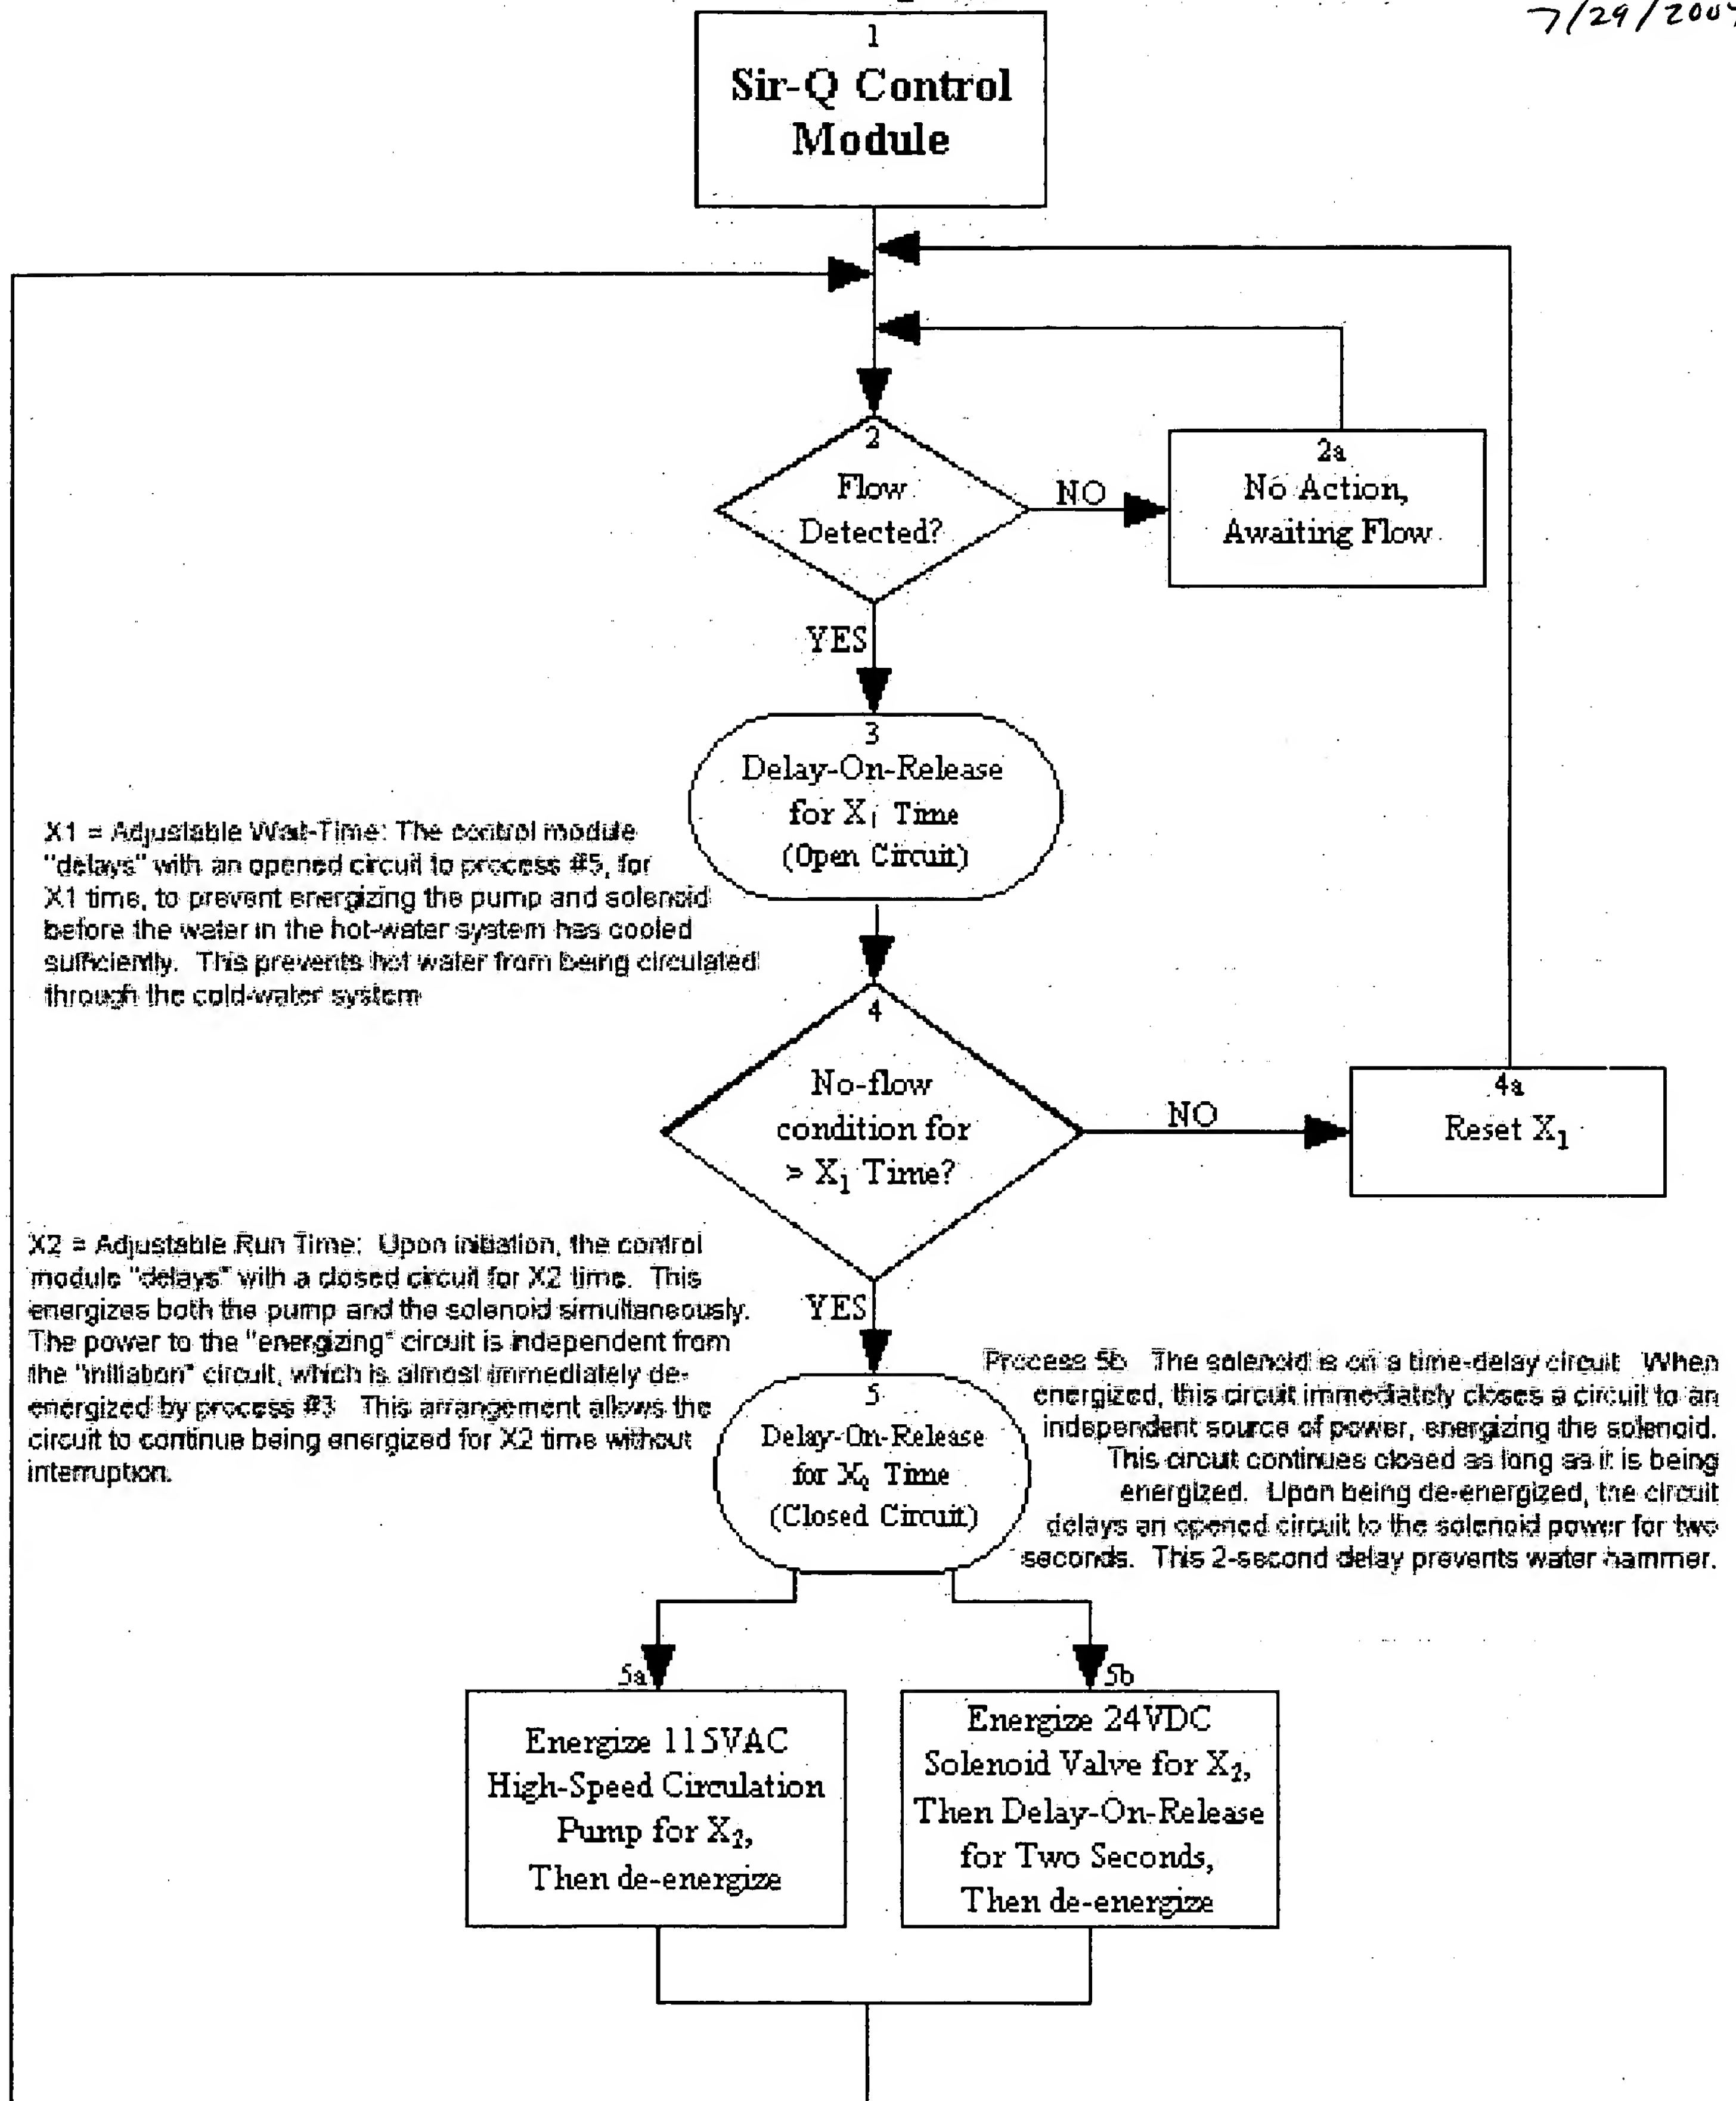 7/29/2004
1
Sir-Q Control
Module
2
Flow
Detected?
NO
2a
No Action,
Awaiting Flow
YES
3
Delay-On-Release
for X1 Time
(Open Circuit)
X1 = Adjustable Wait-Time: The control module
"delays" with an opened circuit to process #5, for
X1 time, to prevent energizing the pump and solenoid
before the water in the hot-water system has cooled
sufficiently. This prevents hot water from being circulated
through the cold-water system
4
No-flow
condition for
> X1 Time?
NO
4a
Reset X1
YES
X2 = Adjustable Run Time: Upon initiation, the control
module "delays" with a closed circuit for X2 time. This
energizes both the pump and the solenoid simultaneously.
The power to the "energizing" circuit is independent from
the "initiation" circuit, which is almost immediately de-
energized by process #3 This arrangement allows the
circuit to continue being energized for X2 time without
interruption.
5
Delay-On-Release
for X2 Time
(Closed Circuit)
Process 5b The solenoid is on a time-delay circuit When
energized, this circuit immediately closes a circuit to an
independent source of power, energizing the solenoid.
This circuit continues closed as long as it is being
energized. Upon being de-energized, the circuit
delays an opened circuit to the solenoid power for two
seconds. This 2-second delay prevents water hammer.
5a
Energize 115VAC
High-Speed Circulation
Pump for X2,
Then de-energize
5b
Energize 24VDC
Solenoid Valve for X2,
Then Delay-On-Release
for Two Seconds,
Then de-energize